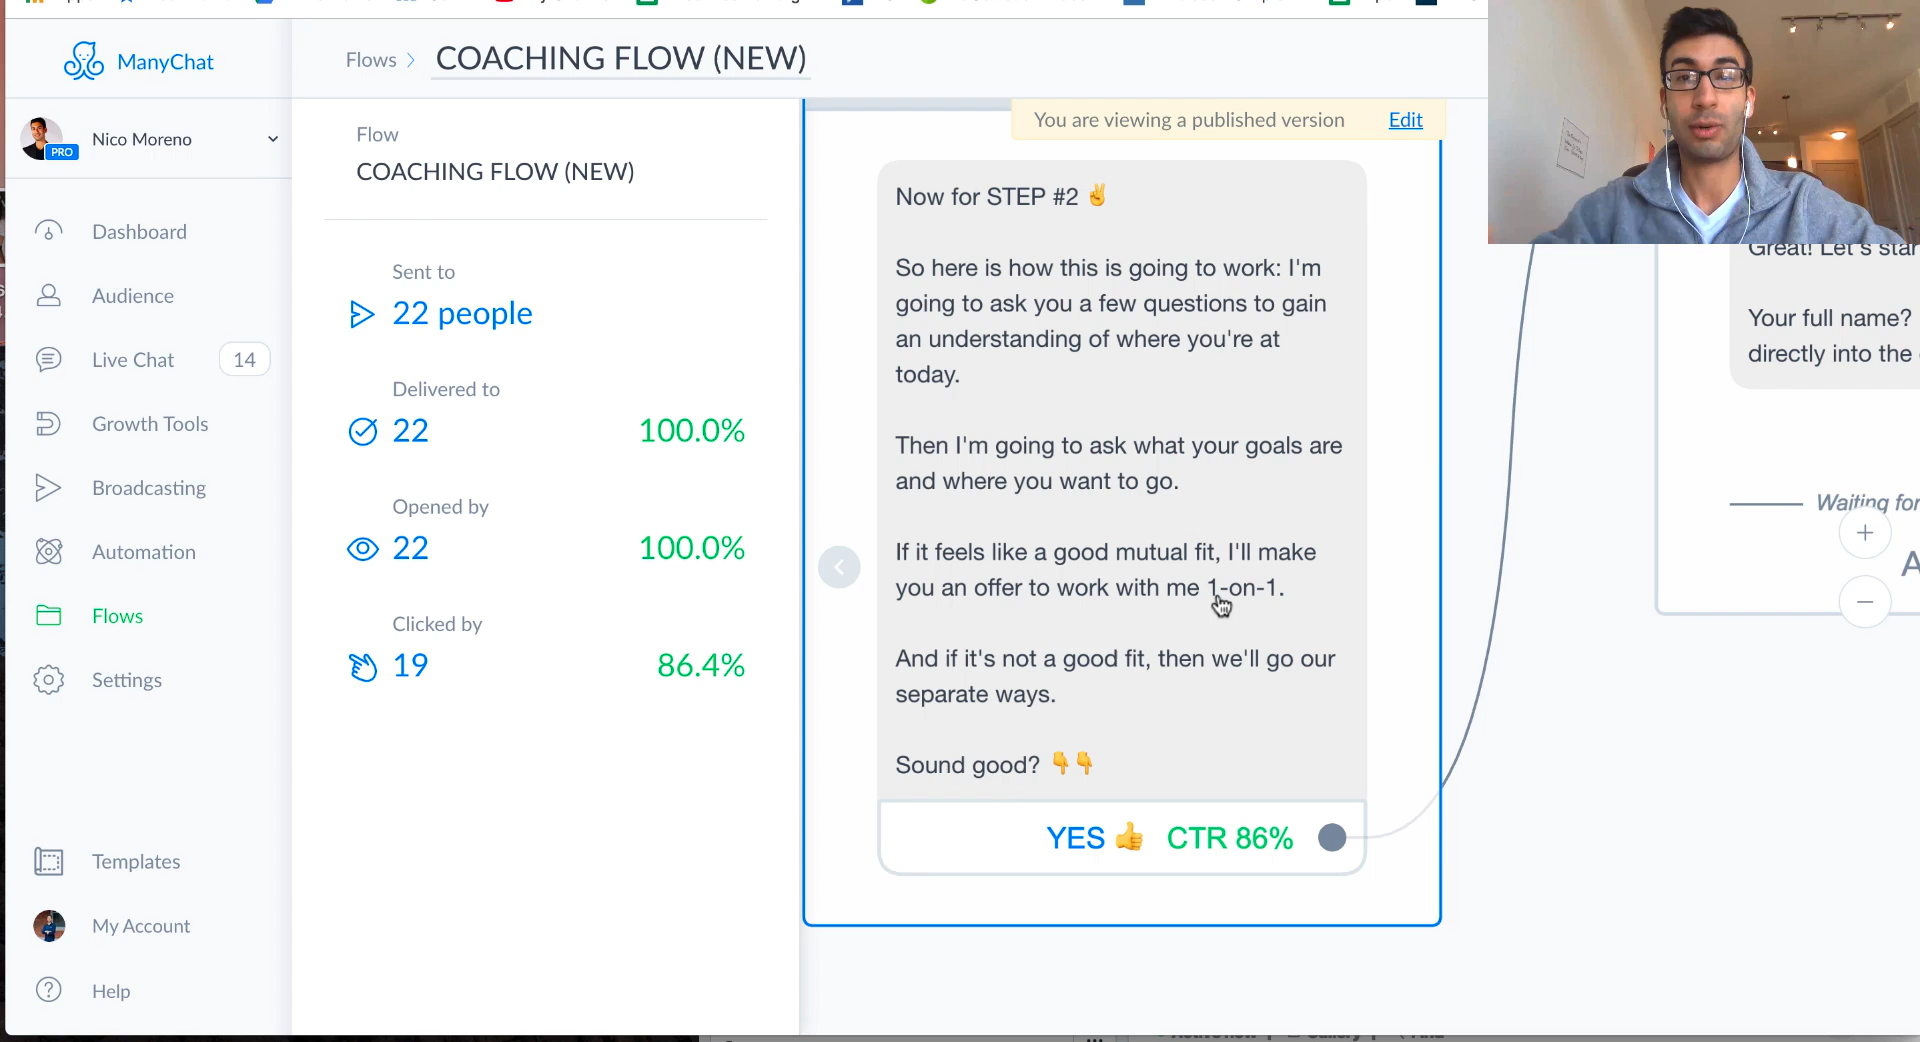 ManyChat
Flows > COACHING FLOW (NEW)
Nico Moreno
PRO
Dashboard
Audience
Live Chat 14
Growth Tools
Broadcasting
Automation
Flows
Settings
Templates
My Account
Help
Flow
COACHING FLOW (NEW)
Sent to
22 people
Delivered to
22 100.0%
Opened by
22 100.0%
Clicked by
19 86.4%
You are viewing a published version Edit
Now for STEP #2 ✌️
So here is how this is going to work: I'm
going to ask you a few questions to gain
an understanding of where you're at
today.
Then I'm going to ask what your goals are
and where you want to go.
If it feels like a good mutual fit, I'll make
you an offer to work with me 1-on-1.
And if it's not a good fit, then we'll go our
separate ways.
Sound good? 👇👇
YES 👍 CTR 86%
Great! Let's star
Your full name?
directly into the
Waiting for